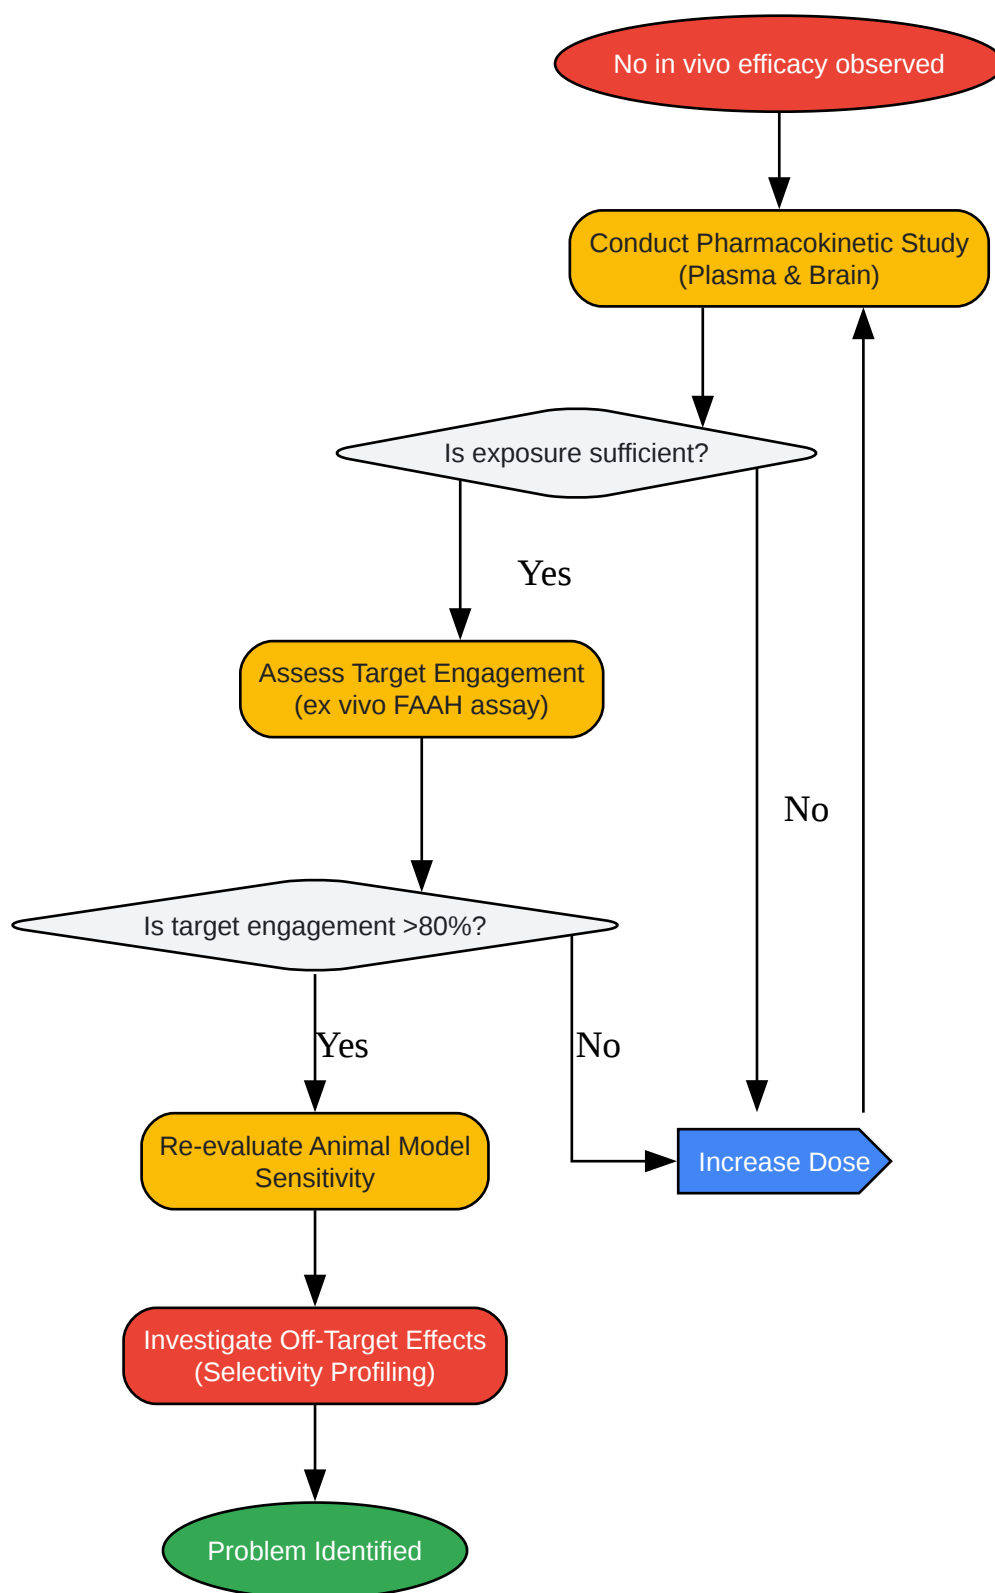 No in vivo efficacy observed
Conduct Pharmacokinetic Study
(Plasma & Brain)
Is exposure sufficient?
Yes
Assess Target Engagement
(ex vivo FAAH assay)
No
Is target engagement >80%?
Yes
No
Re-evaluate Animal Model
Sensitivity
Increase Dose
Investigate Off-Target Effects
(Selectivity Profiling)
Problem Identified